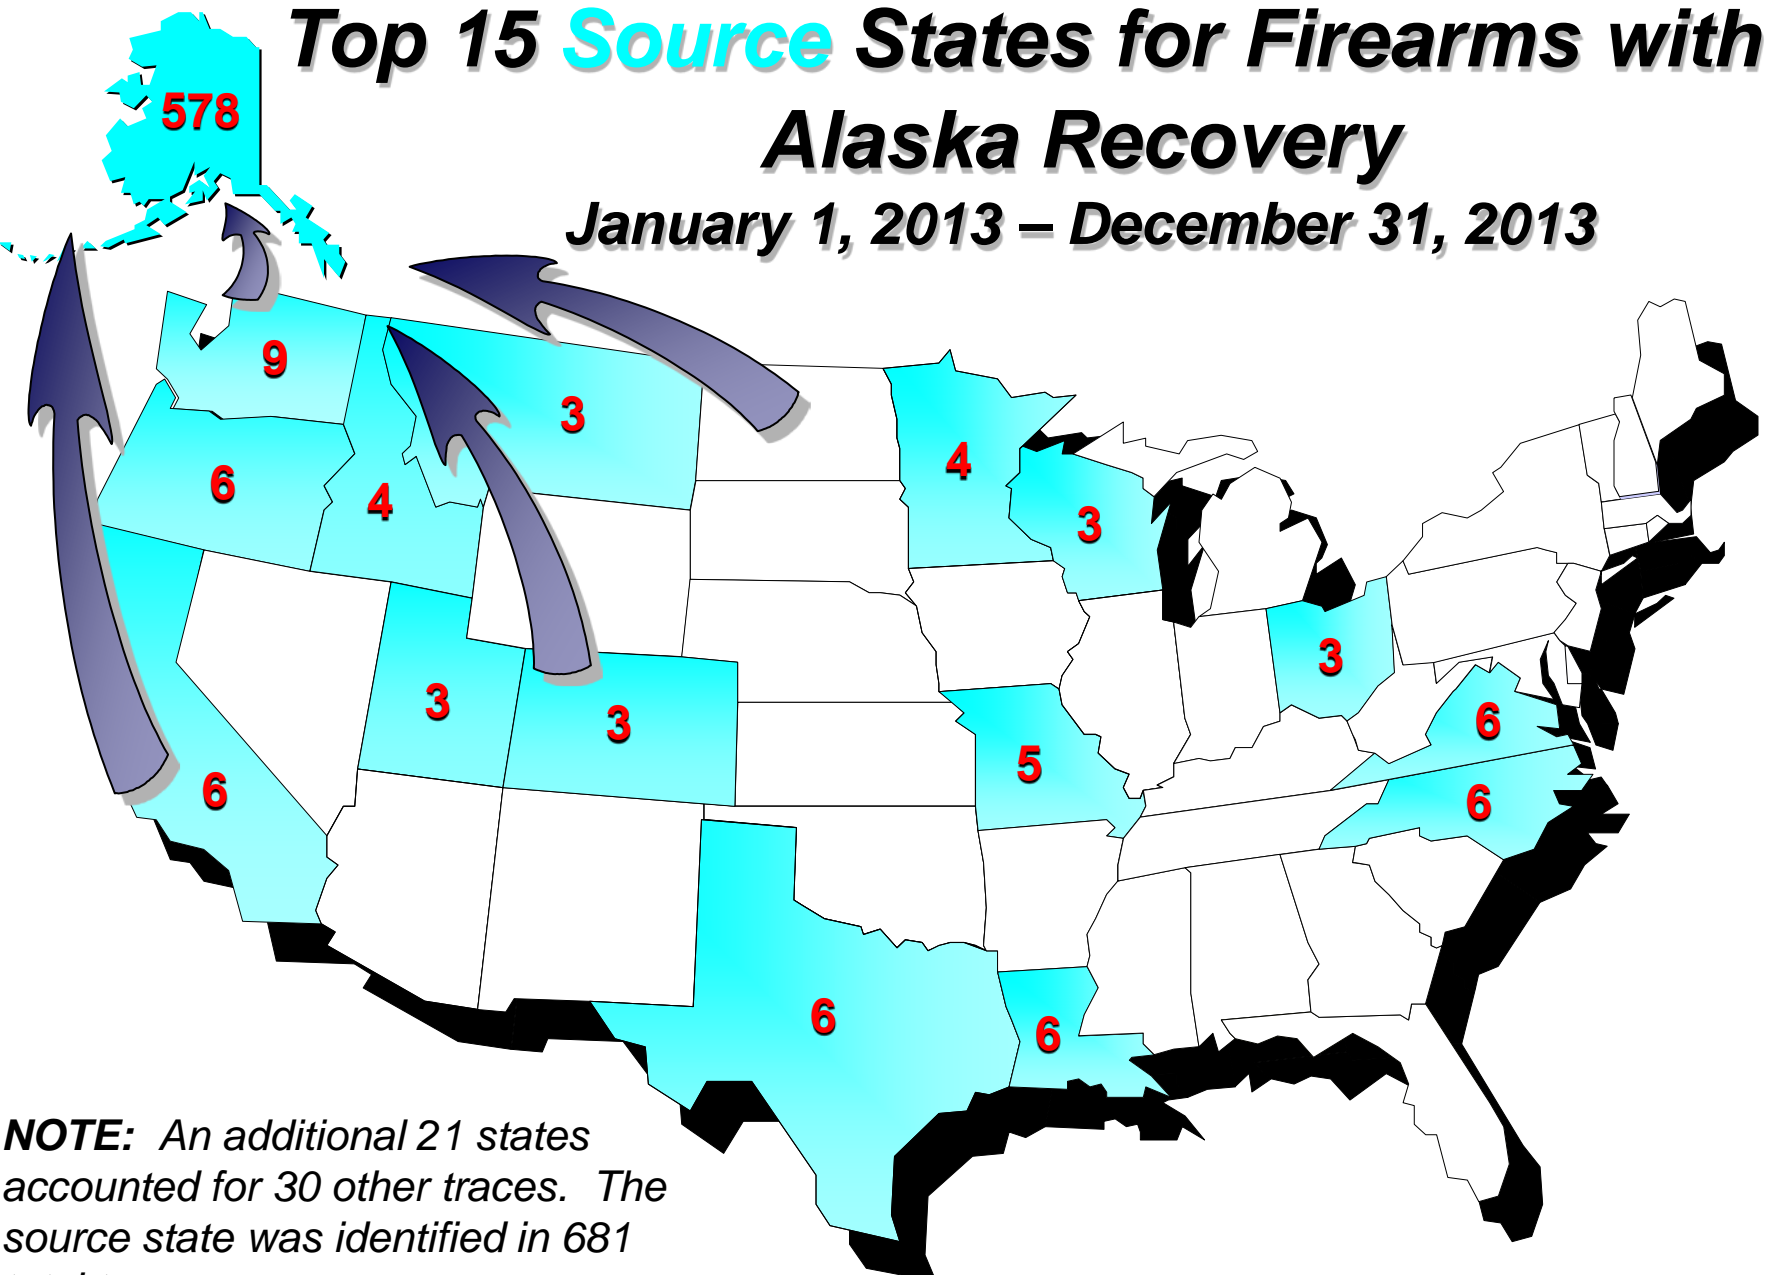 Top 15 Source States for Firearms with
Alaska Recovery
January 1, 2013 – December 31, 2013
578
9
3
6
4
4
3
3
3
3
6
5
6
6
6
6
NOTE: An additional 21 states
accounted for 30 other traces. The
source state was identified in 681